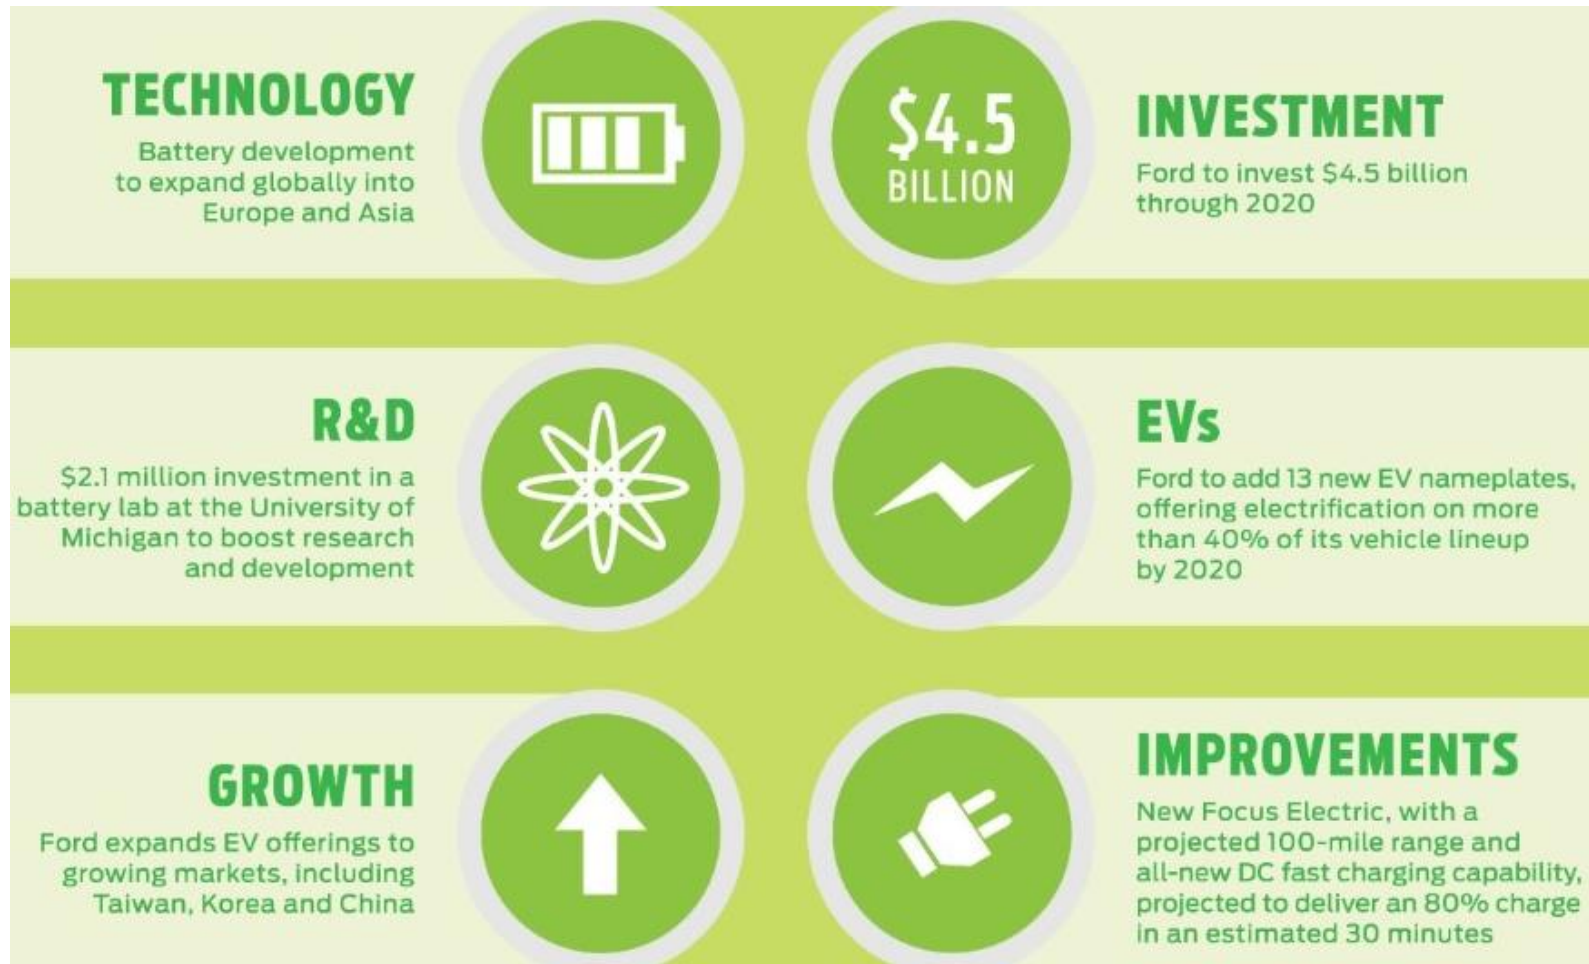 TECHNOLOGY
Battery development
to expand globally into
Europe and Asia
$4.5
BILLION
INVESTMENT
Ford to invest $4.5 billion
through 2020
R&D
$2.1 million investment in a
battery lab at the University of
Michigan to boost research
and development
EVs
Ford to add 13 new EV nameplates,
offering electrification on more
than 40% of its vehicle lineup
by 2020
GROWTH
Ford expands EV offerings to
growing markets, including
Taiwan, Korea and China
IMPROVEMENTS
New Focus Electric, with a
projected 100-mile range and
all-new DC fast charging capability,
projected to deliver an 80% charge
in an estimated 30 minutes